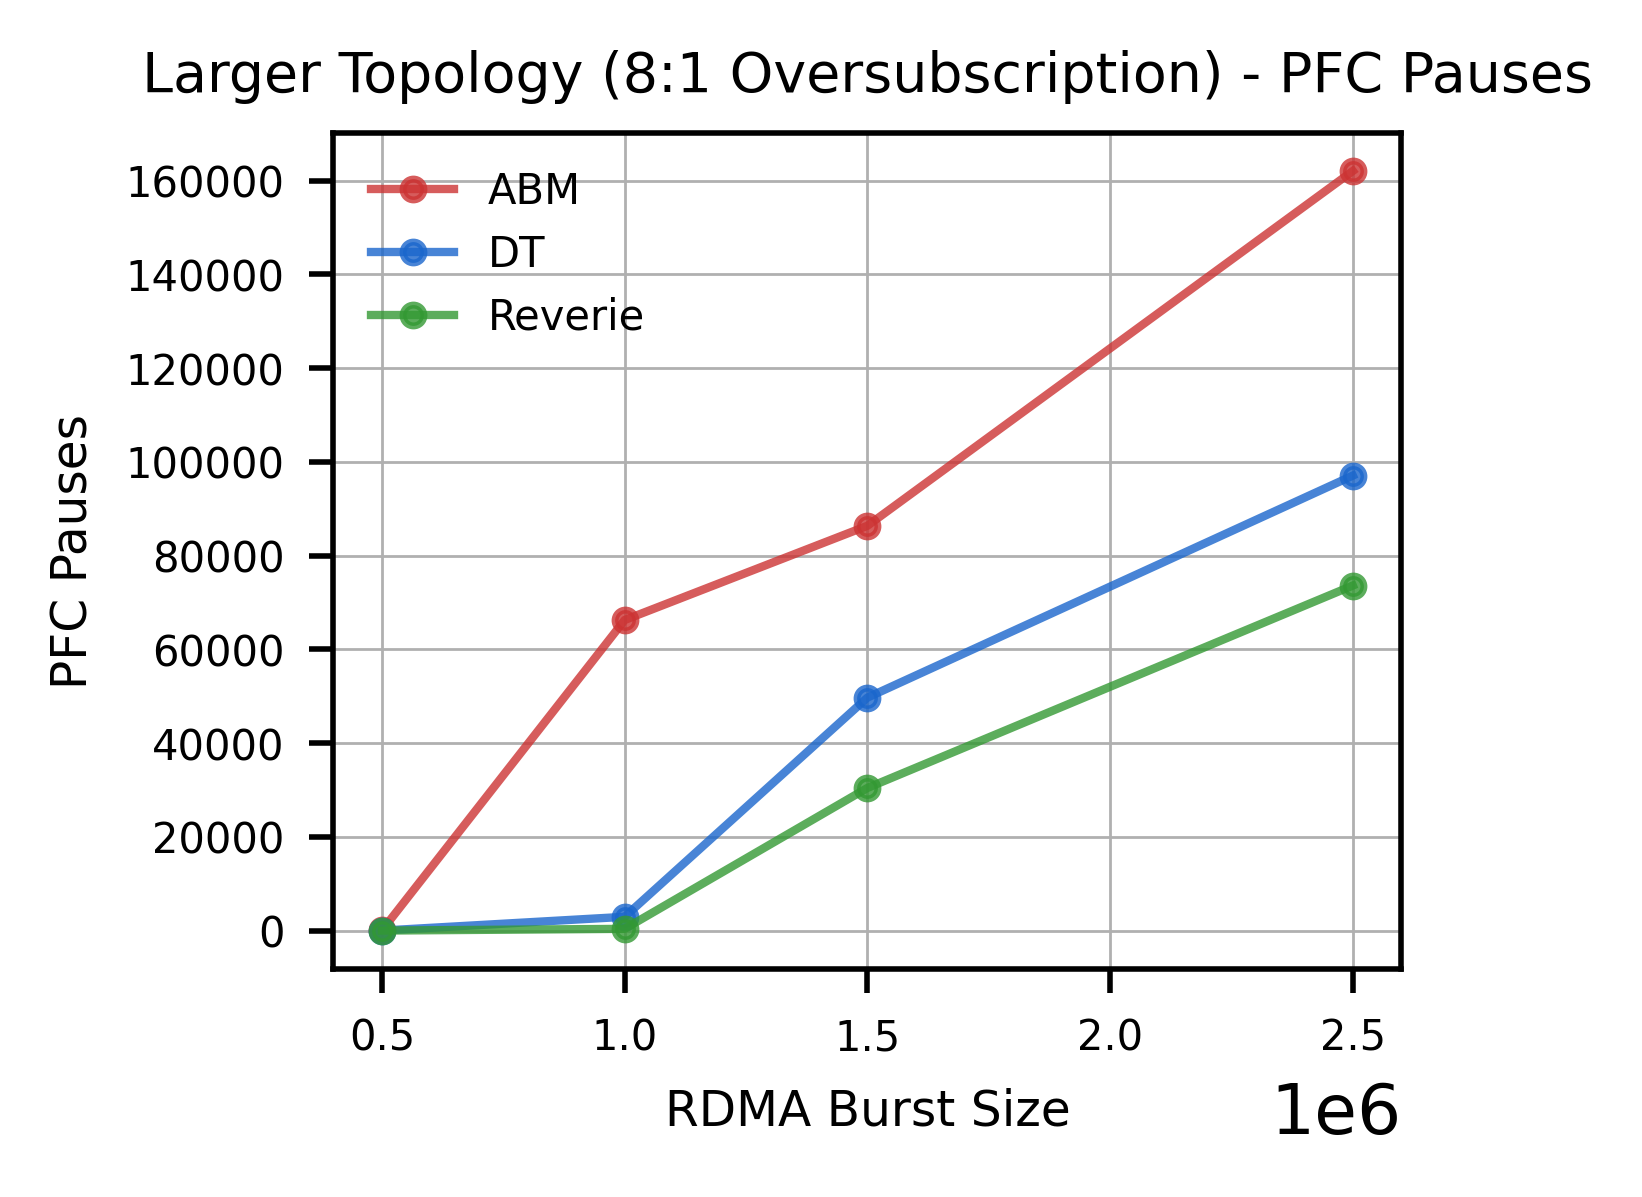 Larger Topology (8:1 Oversubscription) - PFC Pauses
ABM
DT
Reverie
PFC Pauses
160000
140000
120000
100000
80000
60000
40000
20000
0
0.5 1.0 1.5 2.0 2.5
RDMA Burst Size
1e6